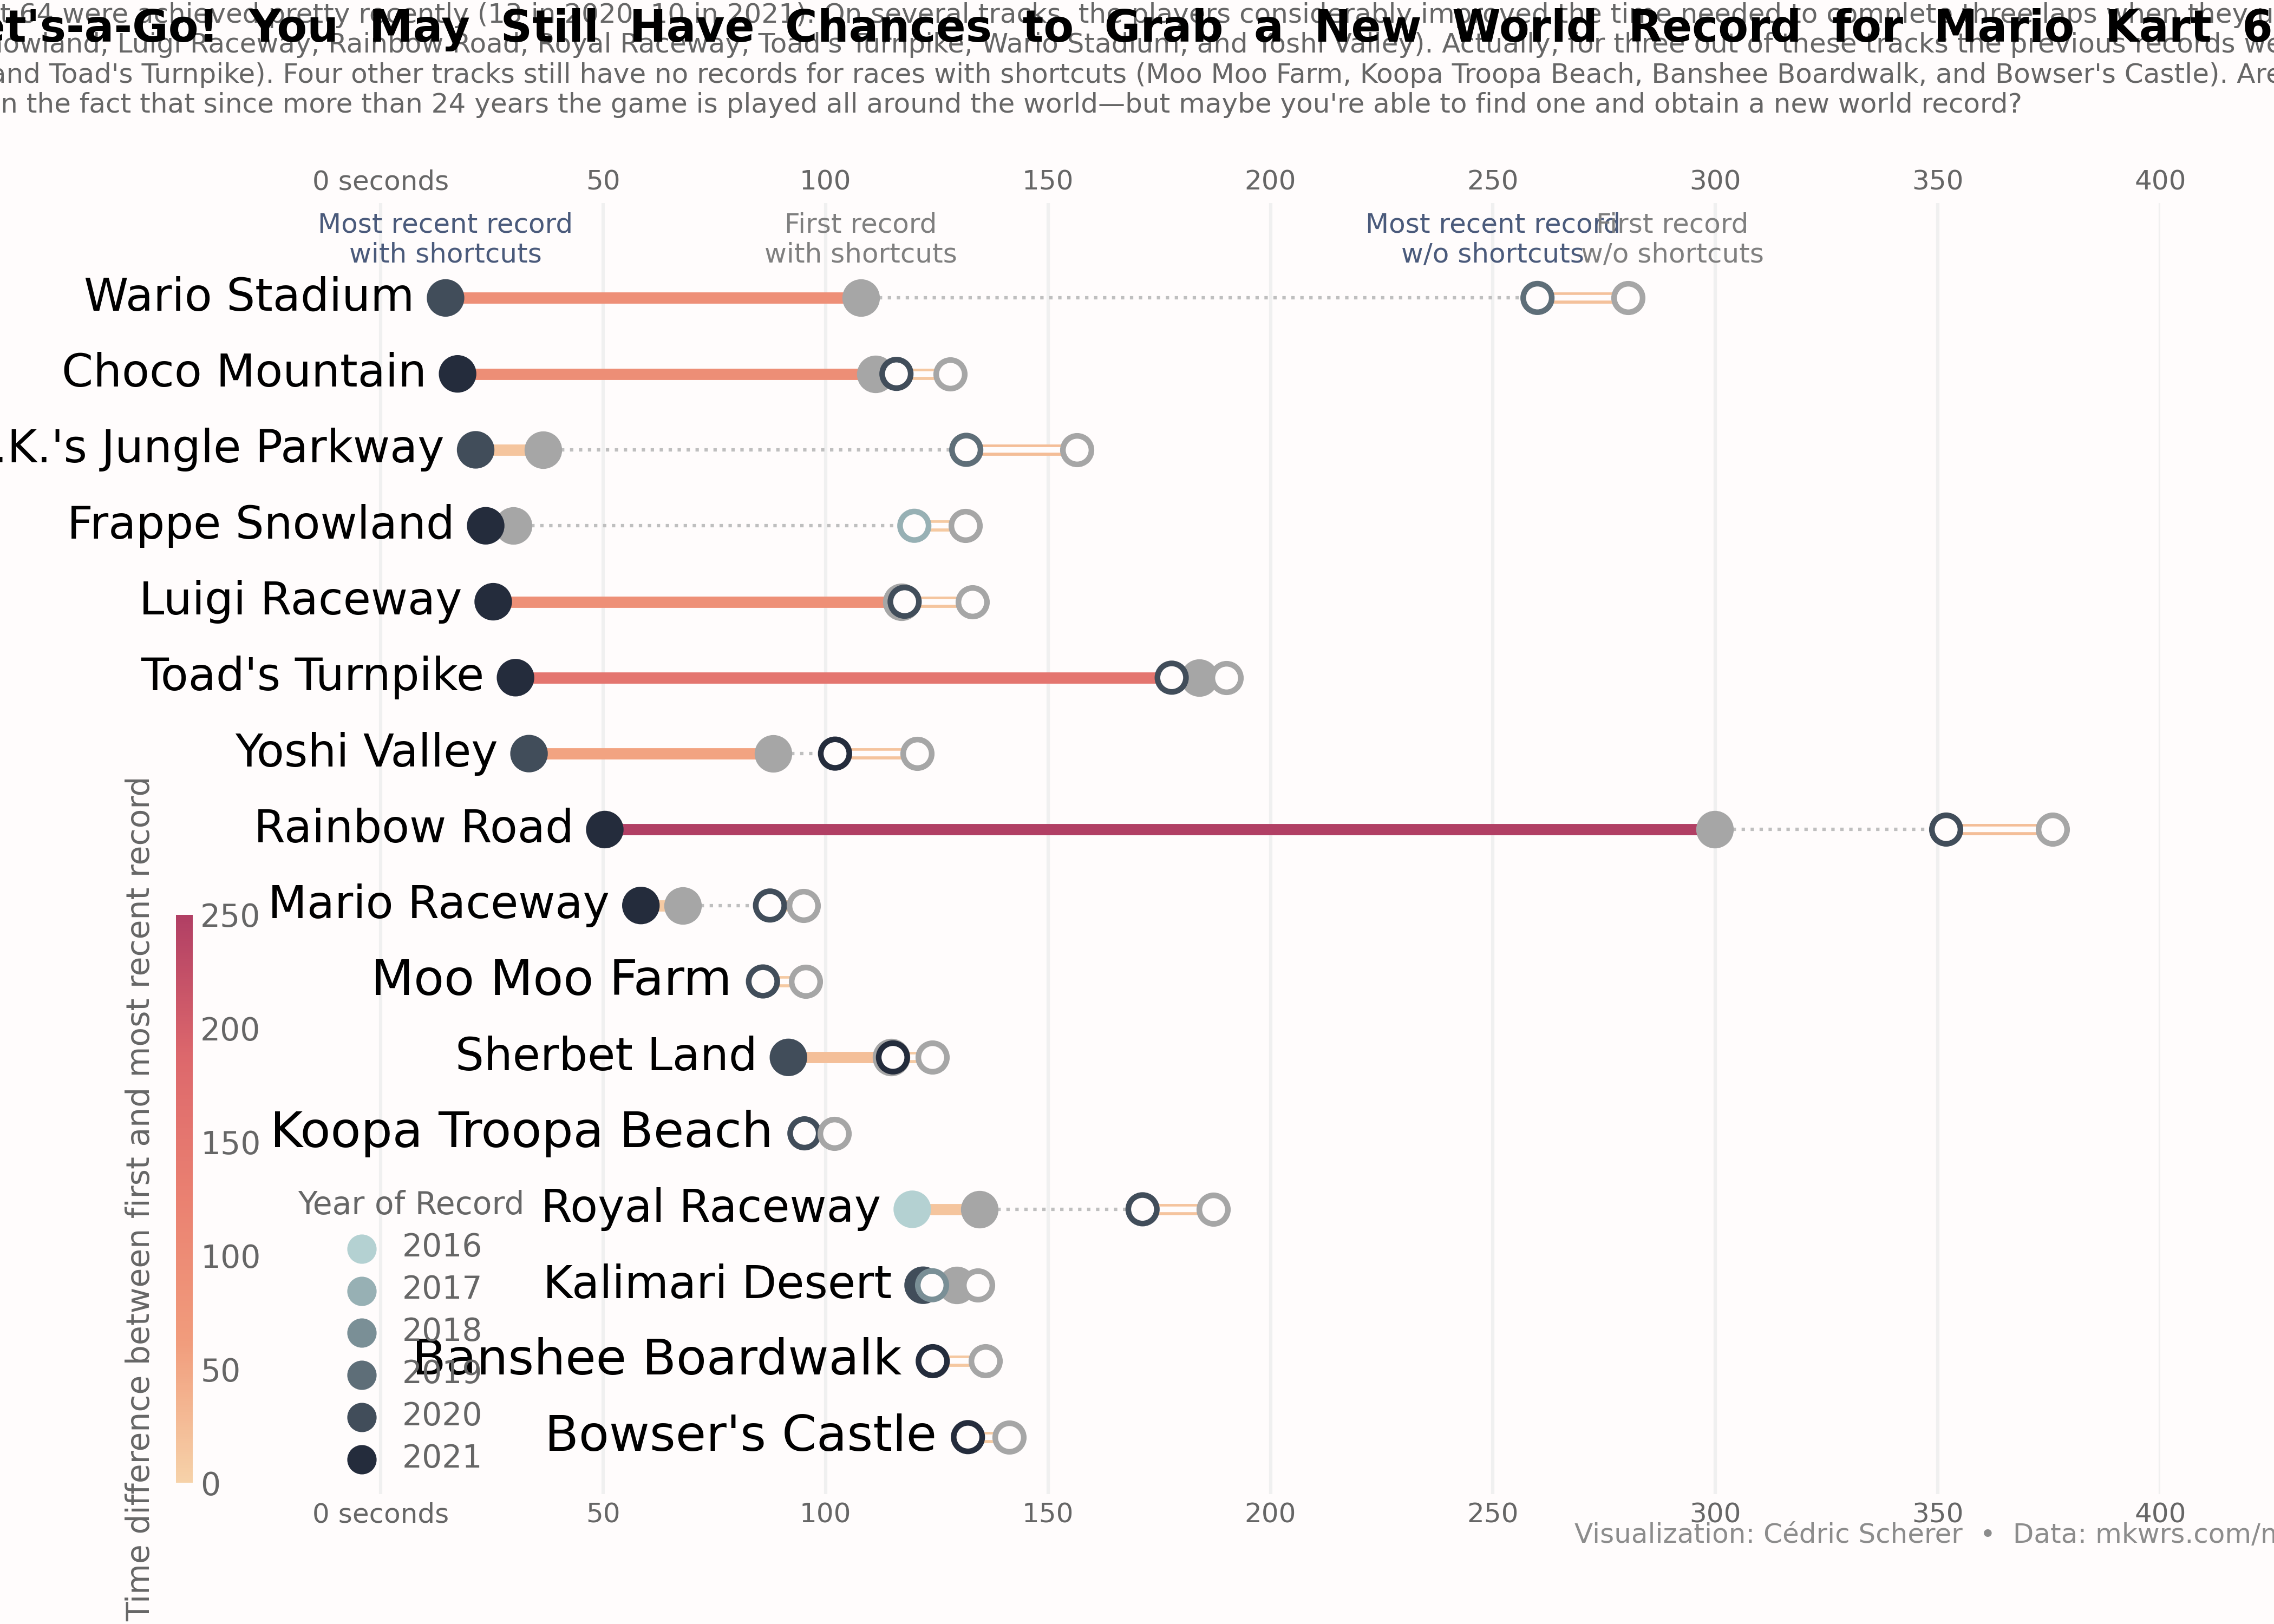 t 64 were achieved pretty recently (13 in 2020, 10 in 2021). On several tracks, the players considerably improved the time needed to complete three laps when they u
et's-a-Go! You May Still Have Chances to Grab a New World Record for Mario Kart 6
owland, Luigi Raceway, Rainbow Road, Royal Raceway, Toad's Turnpike, Wario Stadium, and Yoshi Valley). Actually, for three out of these tracks the previous records we
and Toad's Turnpike). Four other tracks still have no records for races with shortcuts (Moo Moo Farm, Koopa Troopa Beach, Banshee Boardwalk, and Bowser's Castle). Are
n the fact that since more than 24 years the game is played all around the world—but maybe you're able to find one and obtain a new world record?
0 seconds 50 100 150 200 250 300 350 400
Most recent record
with shortcuts
First record
with shortcuts
Most recent record
w/o shortcuts
First record
w/o shortcuts
Wario Stadium
Choco Mountain
.K.'s Jungle Parkway
Frappe Snowland
Luigi Raceway
Toad's Turnpike
Yoshi Valley
Rainbow Road
Mario Raceway
Moo Moo Farm
Sherbet Land
Koopa Troopa Beach
Royal Raceway
Kalimari Desert
Banshee Boardwalk
Bowser's Castle
Time difference between first and most recent record
250
200
150
100
50
0
Year of Record
2016
2017
2018
2019
2020
2021
0 seconds 50 100 150 200 250 300 350 400
Visualization: Cédric Scherer • Data: mkwrs.com/